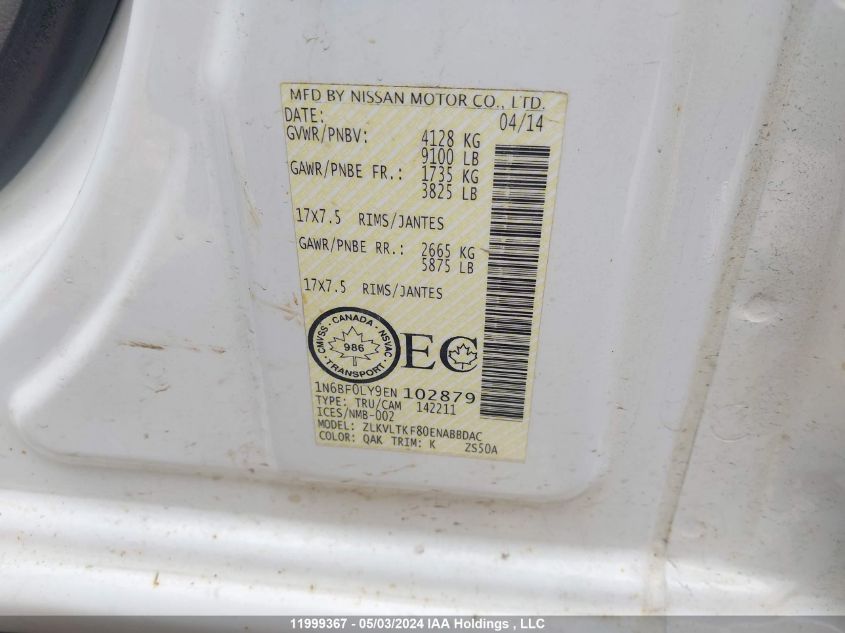 MFD BY NISSAN MOTOR CO., LTD.
DATE: 04/14
GVWR/PNBV: 4128 KG
9100 LB
GAWR/PNBE FR.: 1735 KG
3825 LB
17X7.5 RIMS/JANTES
GAWR/PNBE RR.: 2665 KG
5875 LB
17X7.5 RIMS/JANTES
CMVSS · CANADA · NSVAC
986
· TRANSPORT ·
EC
1N6BF0LY9EN 102879
TYPE: TRU/CAM 142211
ICES/NMB-002
MODEL: ZLKVLTKF80ENABBDAC
COLOR: QAK TRIM: K ZS50A
11999367 - 05/03/2024 IAA Holdings , LLC